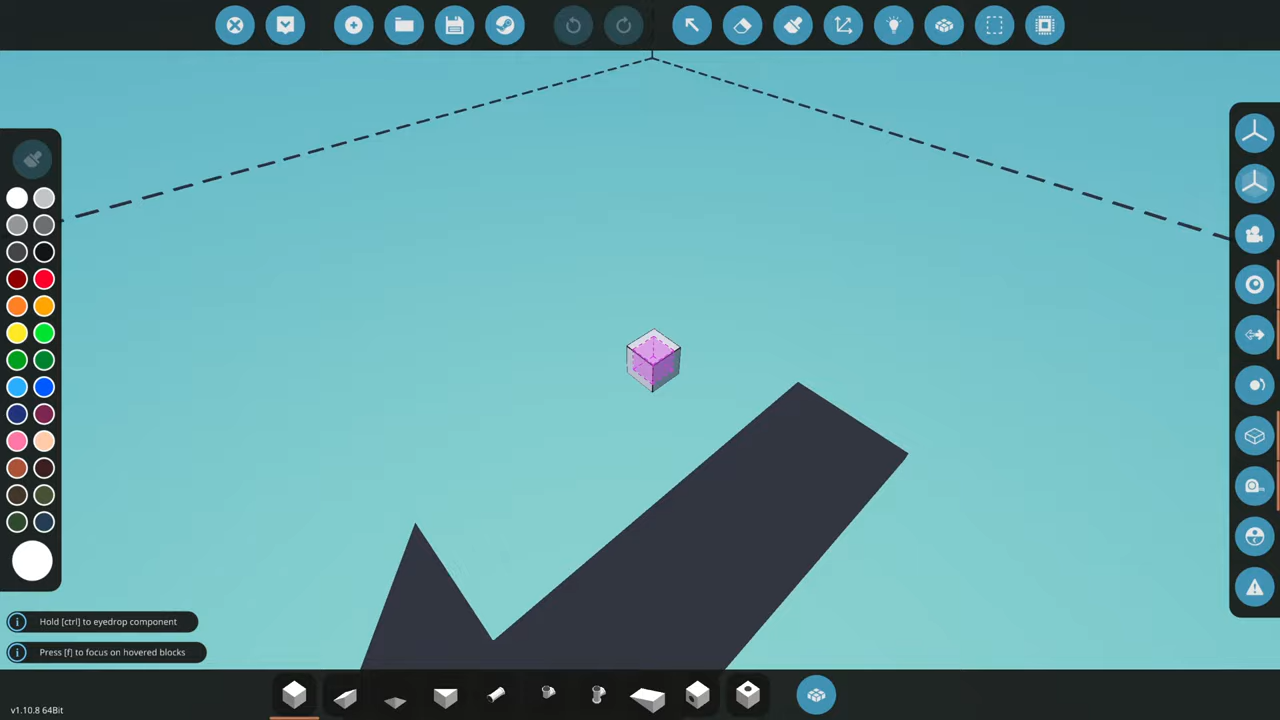 Hold [ctrl] to eyedrop component
Press [f] to focus on hovered blocks
v1.10.8 64Bit